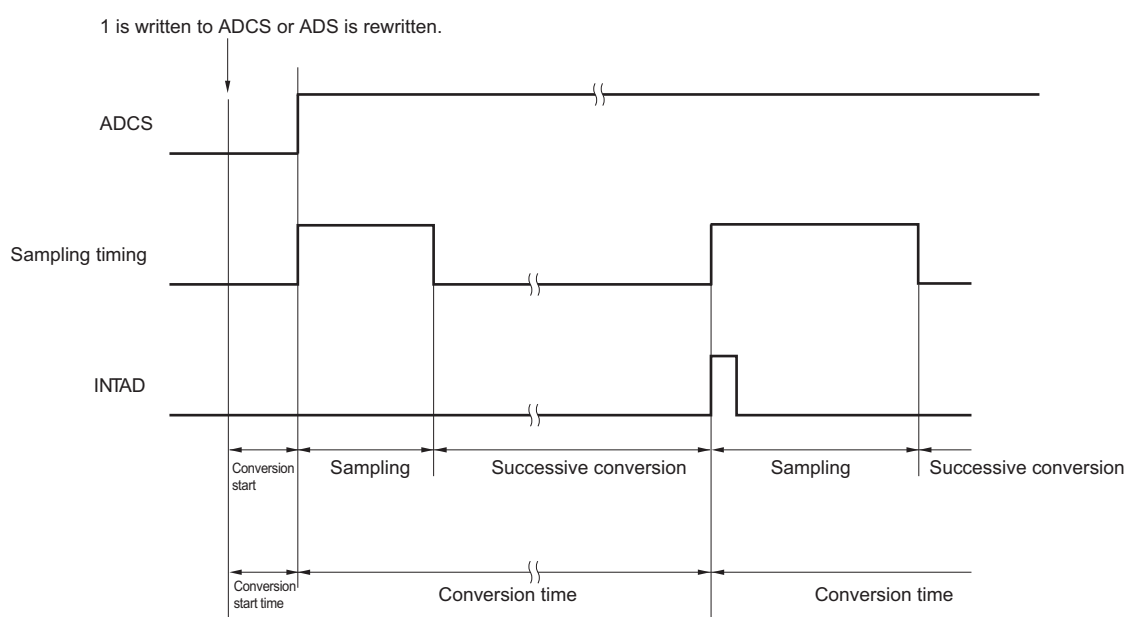 1 is written to ADCS or ADS is rewritten.
ADCS
Sampling timing
INTAD
Conversion
start
Sampling
Successive conversion
Sampling
Successive conversion
Conversion
start time
Conversion time
Conversion time